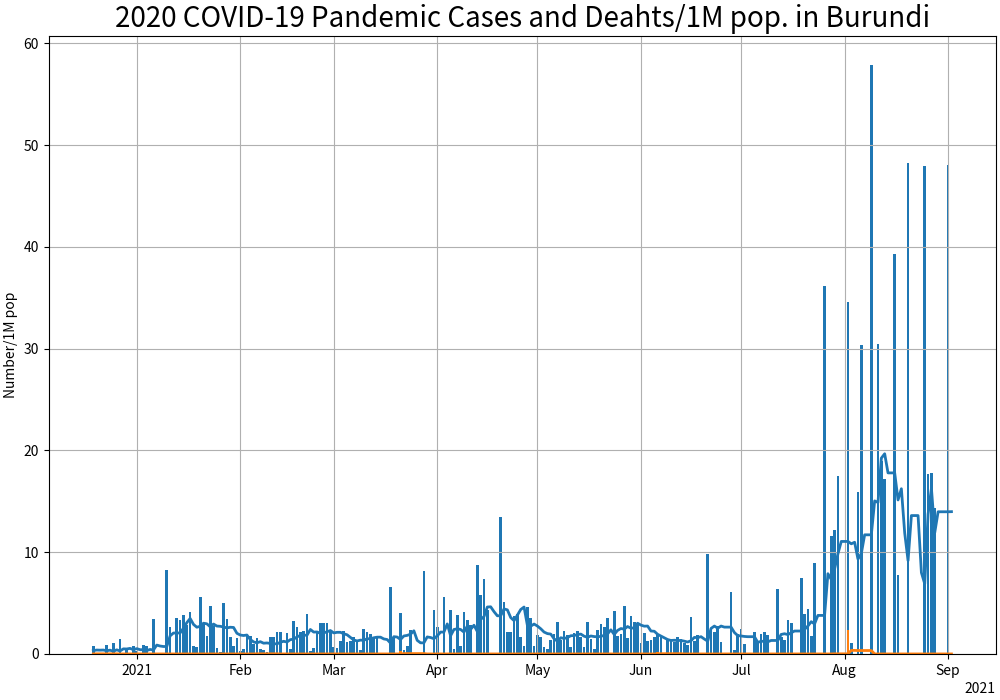 2020 COVID-19 Pandemic Cases and Deahts/1M pop. in Burundi
60
50
40
30
20
10
0
Number/1M pop
2021
Feb
Mar
Apr
May
Jun
Jul
Aug
Sep
2021